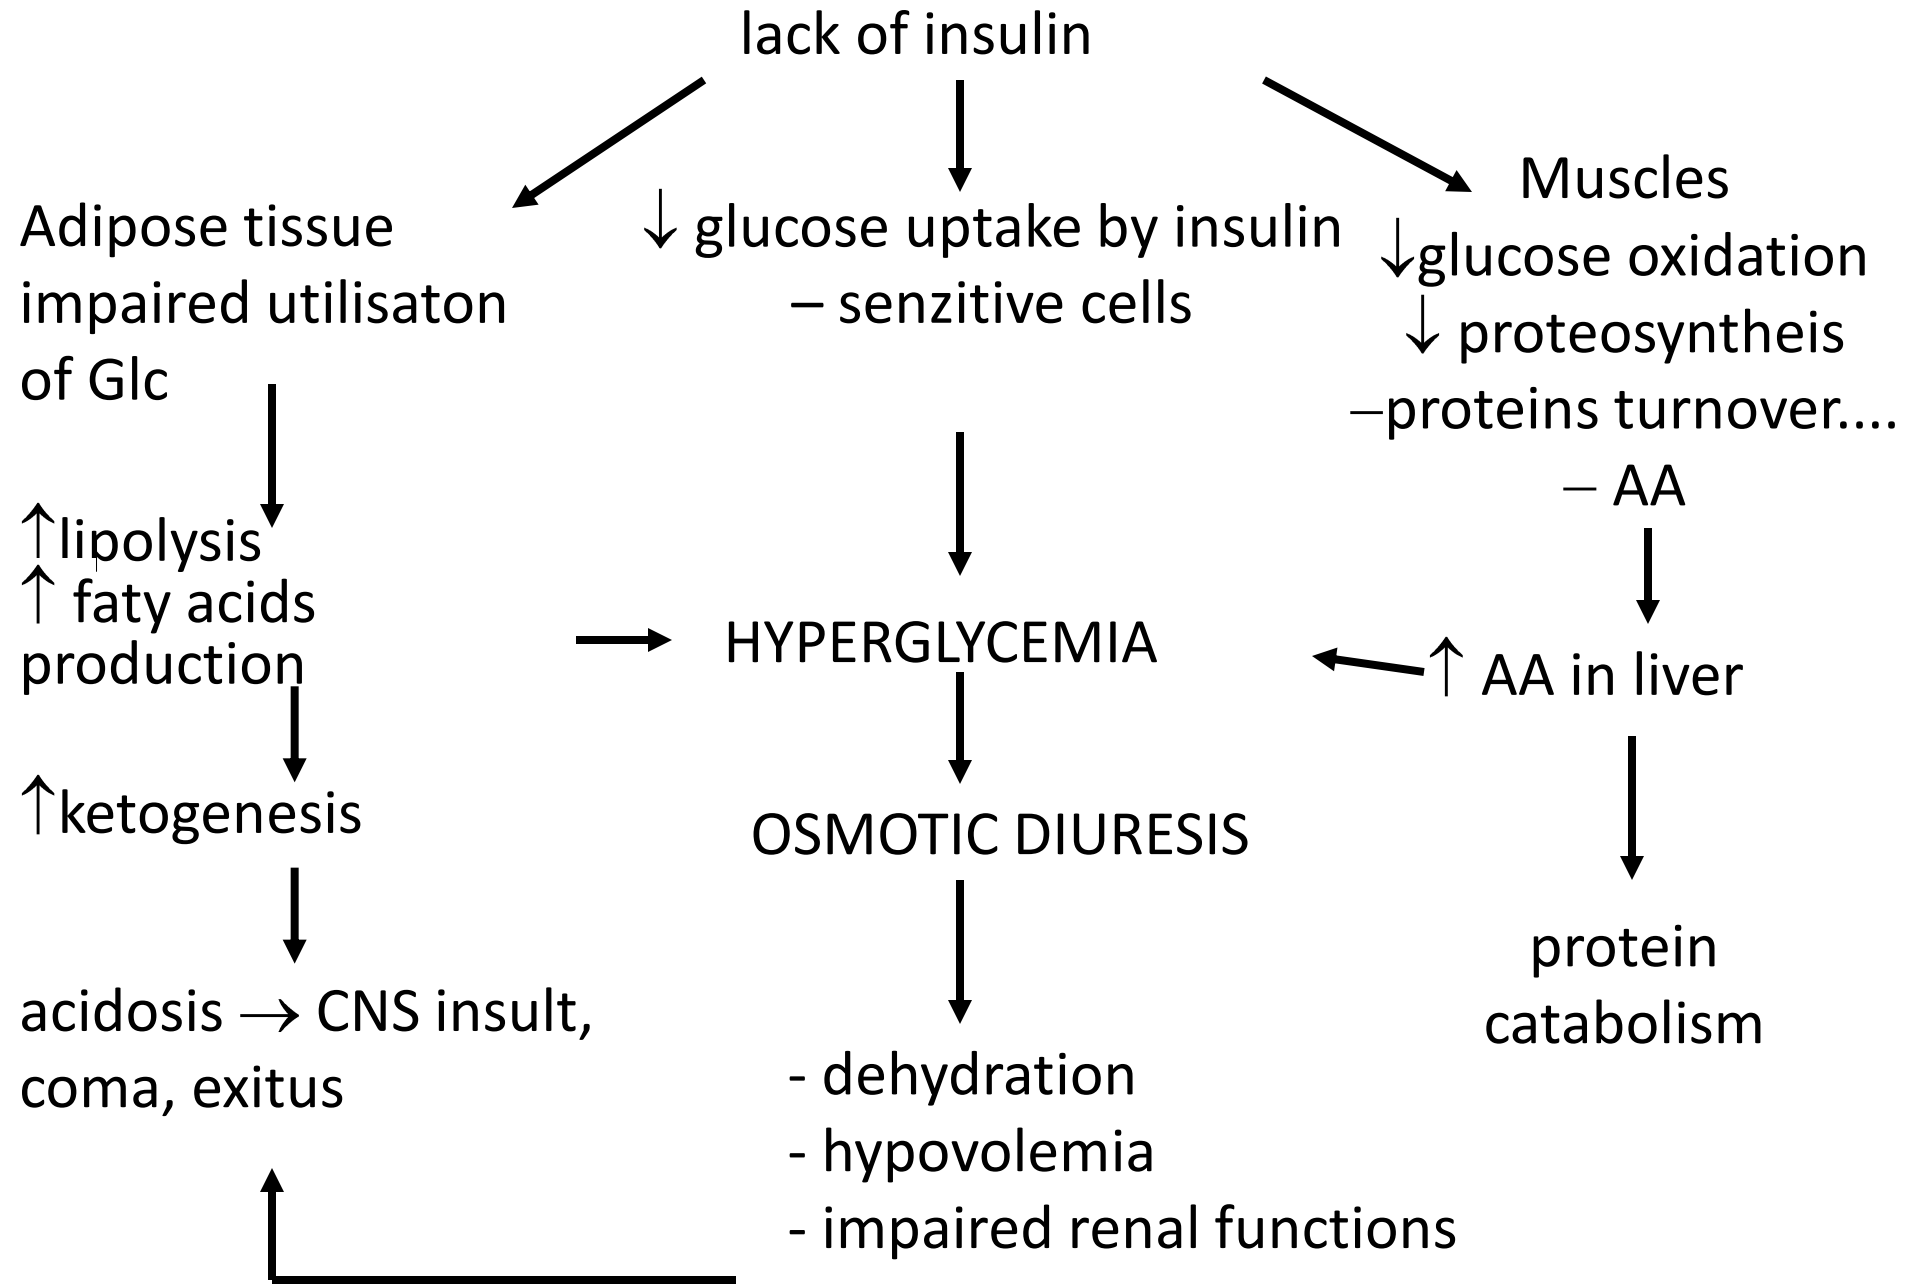 lack of insulin
Adipose tissue
impaired utilisaton
of Glc
↑lipolysis
↑ faty acids
production
↑ketogenesis
acidosis → CNS insult,
coma, exitus
↓ glucose uptake by insulin
– senzitive cells
HYPERGLYCEMIA
OSMOTIC DIURESIS
- dehydration
- hypovolemia
- impaired renal functions
Muscles
↓glucose oxidation
↓ proteosyntheis
–proteins turnover....
– AA
↑ AA in liver
protein
catabolism